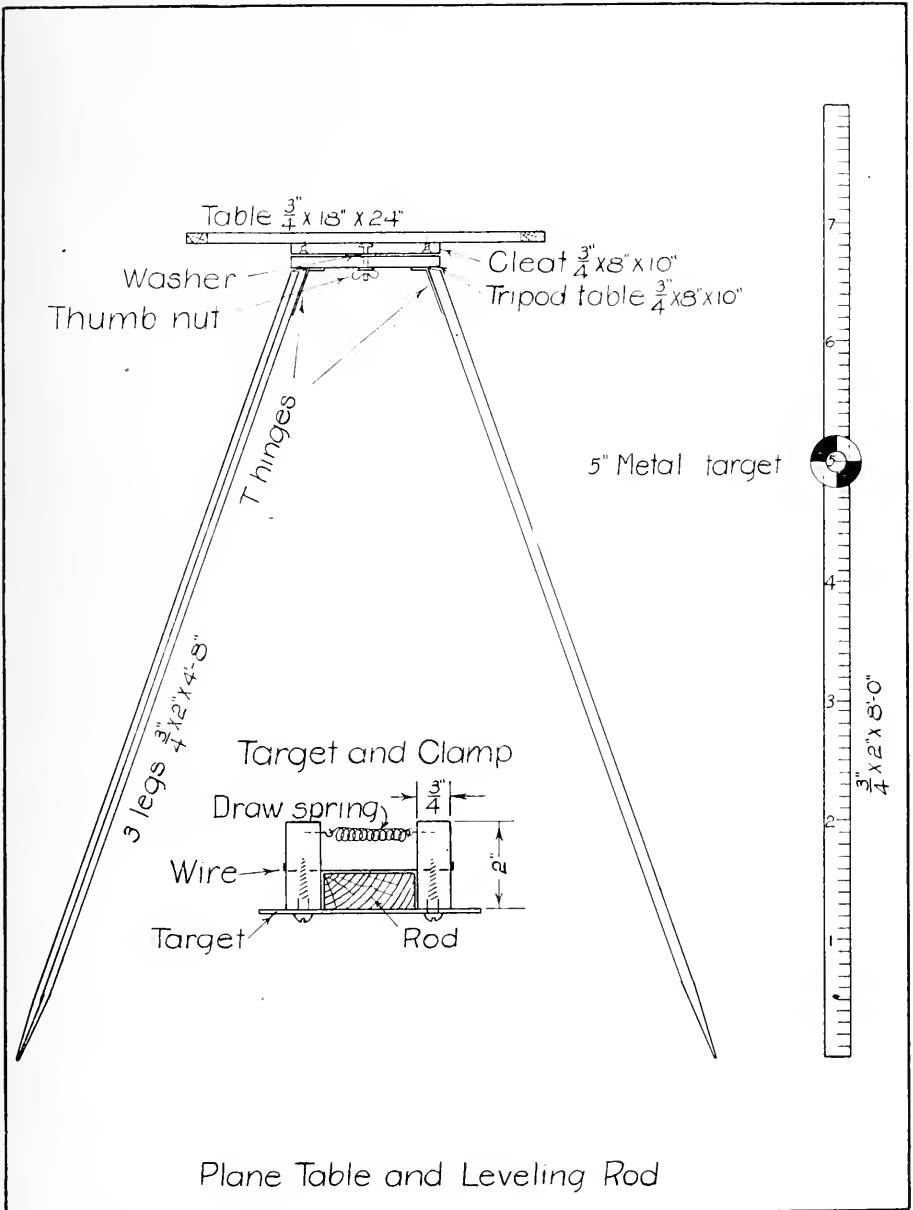 Table 3/4" x 18" x 24"
Washer
Thumb nut
Cleat 3/4" x 8" x 10"
Tripod table 3/4" x 8" x 10"
T hinges
3 legs 3/4" x 2" x 4'-8"
7
6
5
4
3
2
1
5" Metal target
3/4" x 2" x 8'-0"
Target and Clamp
Draw spring
3/4"
Wire
2"
Target
Rod
Plane Table and Leveling Rod